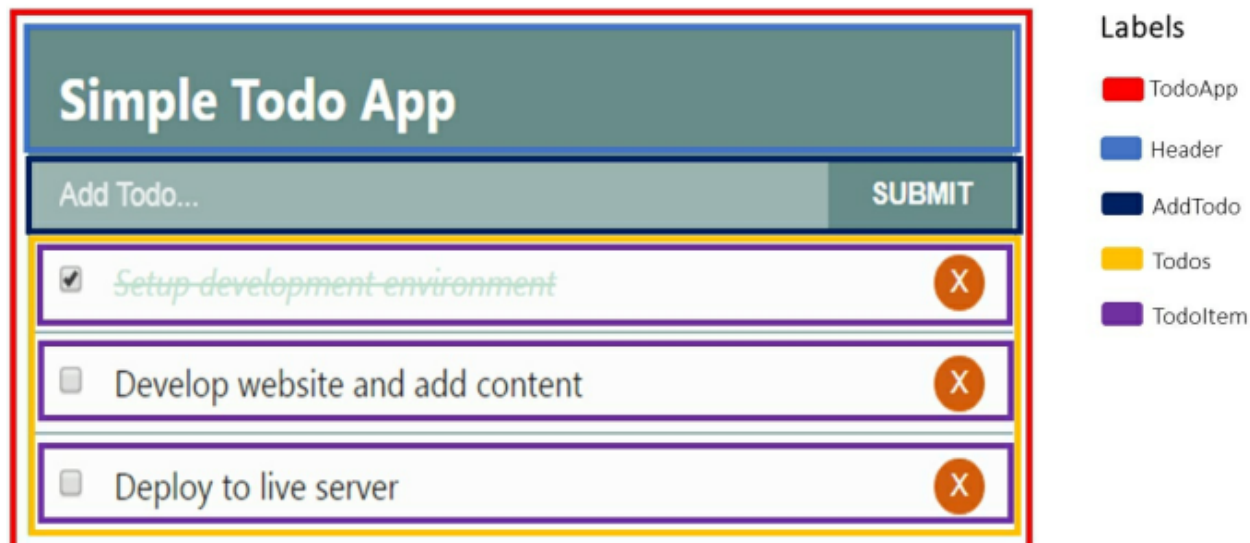 Labels
Simple Todo App
TodoApp
Header
Add Todo...
SUBMIT
AddTodo
Setup development environment
X
Todos
TodoItem
Develop website and add content
X
Deploy to live server
X